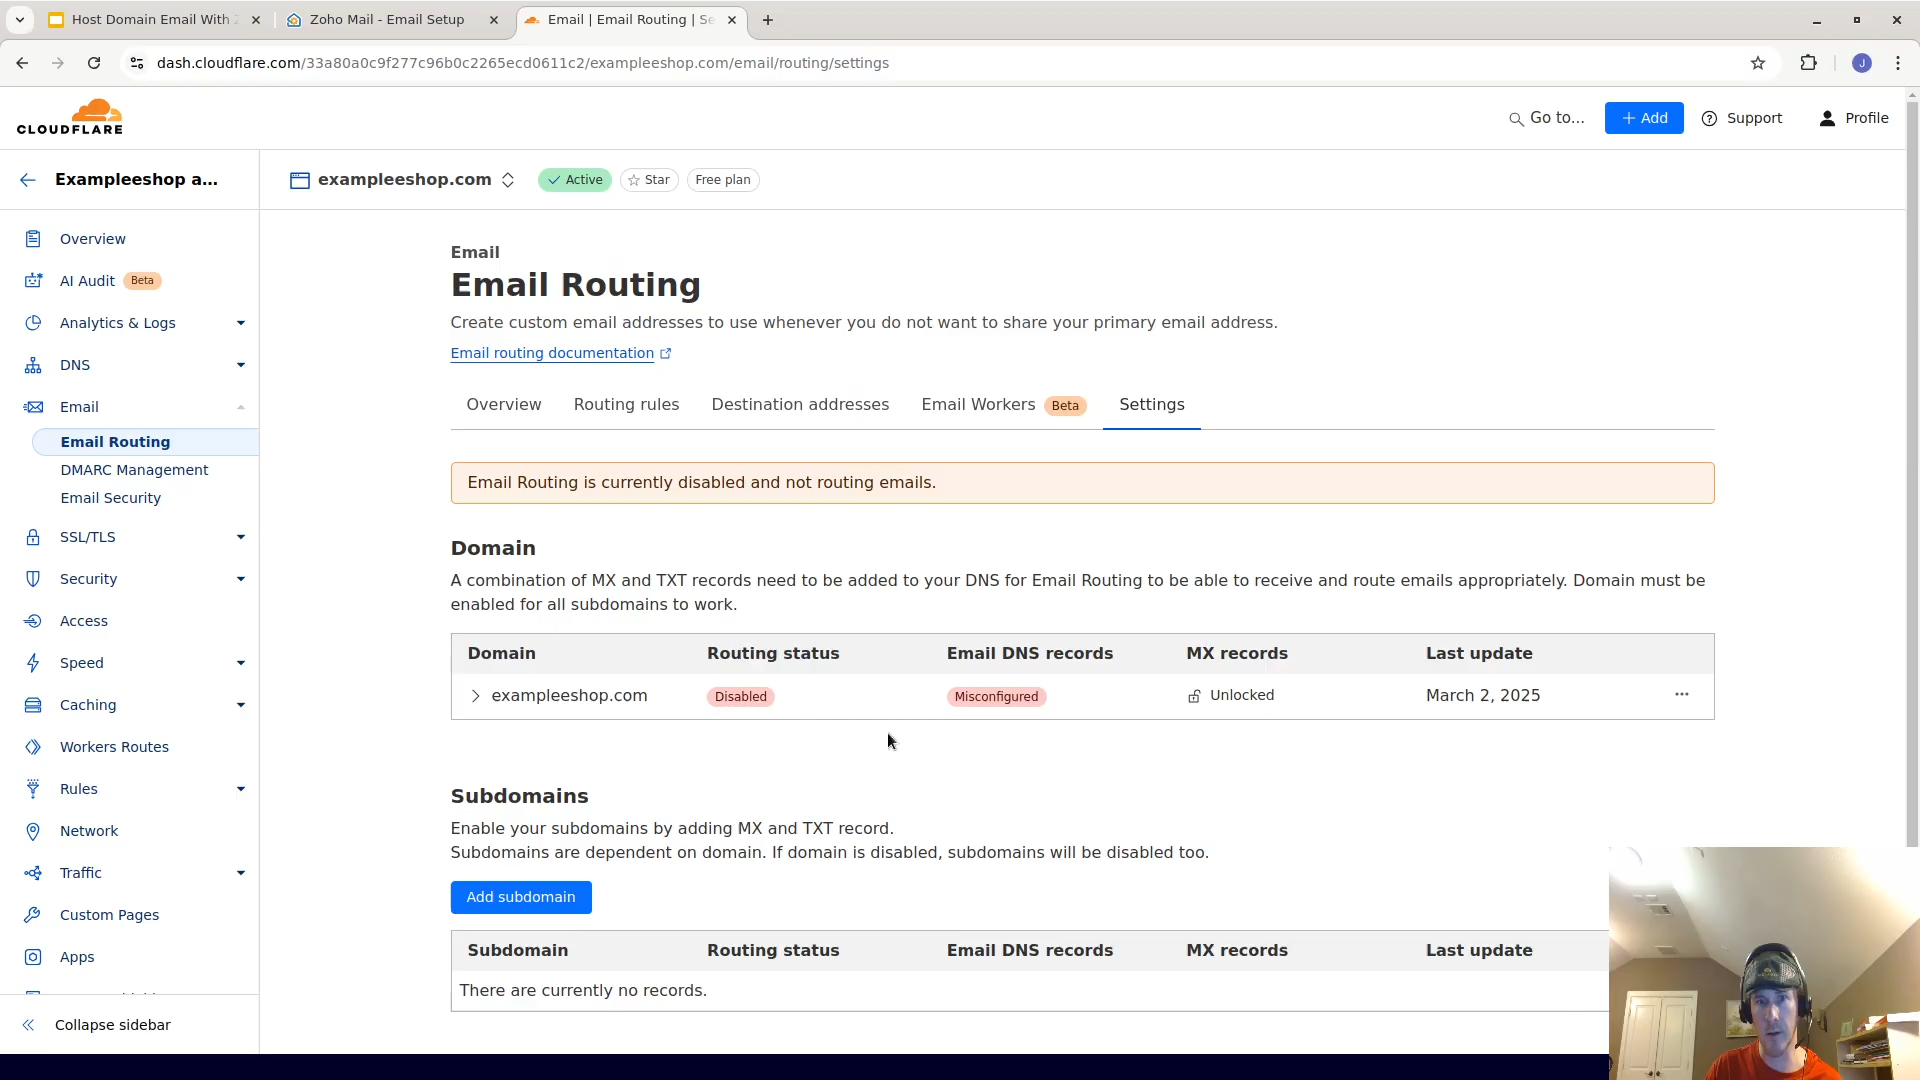 Host Domain Email With
Zoho Mail - Email Setup
Email | Email Routing | Se
dash.cloudflare.com/33a80a0c9f277c96b0c2265ecd0611c2/exampleeshop.com/email/routing/settings
J
CLOUDFLARE
Go to...
+ Add
Support
Profile
Exampleeshop a...
exampleeshop.com
Active
Star
Free plan
Overview
AI Audit Beta
Analytics & Logs
DNS
Email
Email Routing
DMARC Management
Email Security
SSL/TLS
Security
Access
Speed
Caching
Workers Routes
Rules
Network
Traffic
Custom Pages
Apps
Collapse sidebar
Email
Email Routing
Create custom email addresses to use whenever you do not want to share your primary email address.
Email routing documentation
Overview Routing rules Destination addresses Email Workers Beta Settings
Email Routing is currently disabled and not routing emails.
Domain
A combination of MX and TXT records need to be added to your DNS for Email Routing to be able to receive and route emails appropriately. Domain must be
enabled for all subdomains to work.
Domain Routing status Email DNS records MX records Last update
exampleeshop.com Disabled Misconfigured Unlocked March 2, 2025 ...
Subdomains
Enable your subdomains by adding MX and TXT record.
Subdomains are dependent on domain. If domain is disabled, subdomains will be disabled too.
Add subdomain
Subdomain Routing status Email DNS records MX records Last update
There are currently no records.